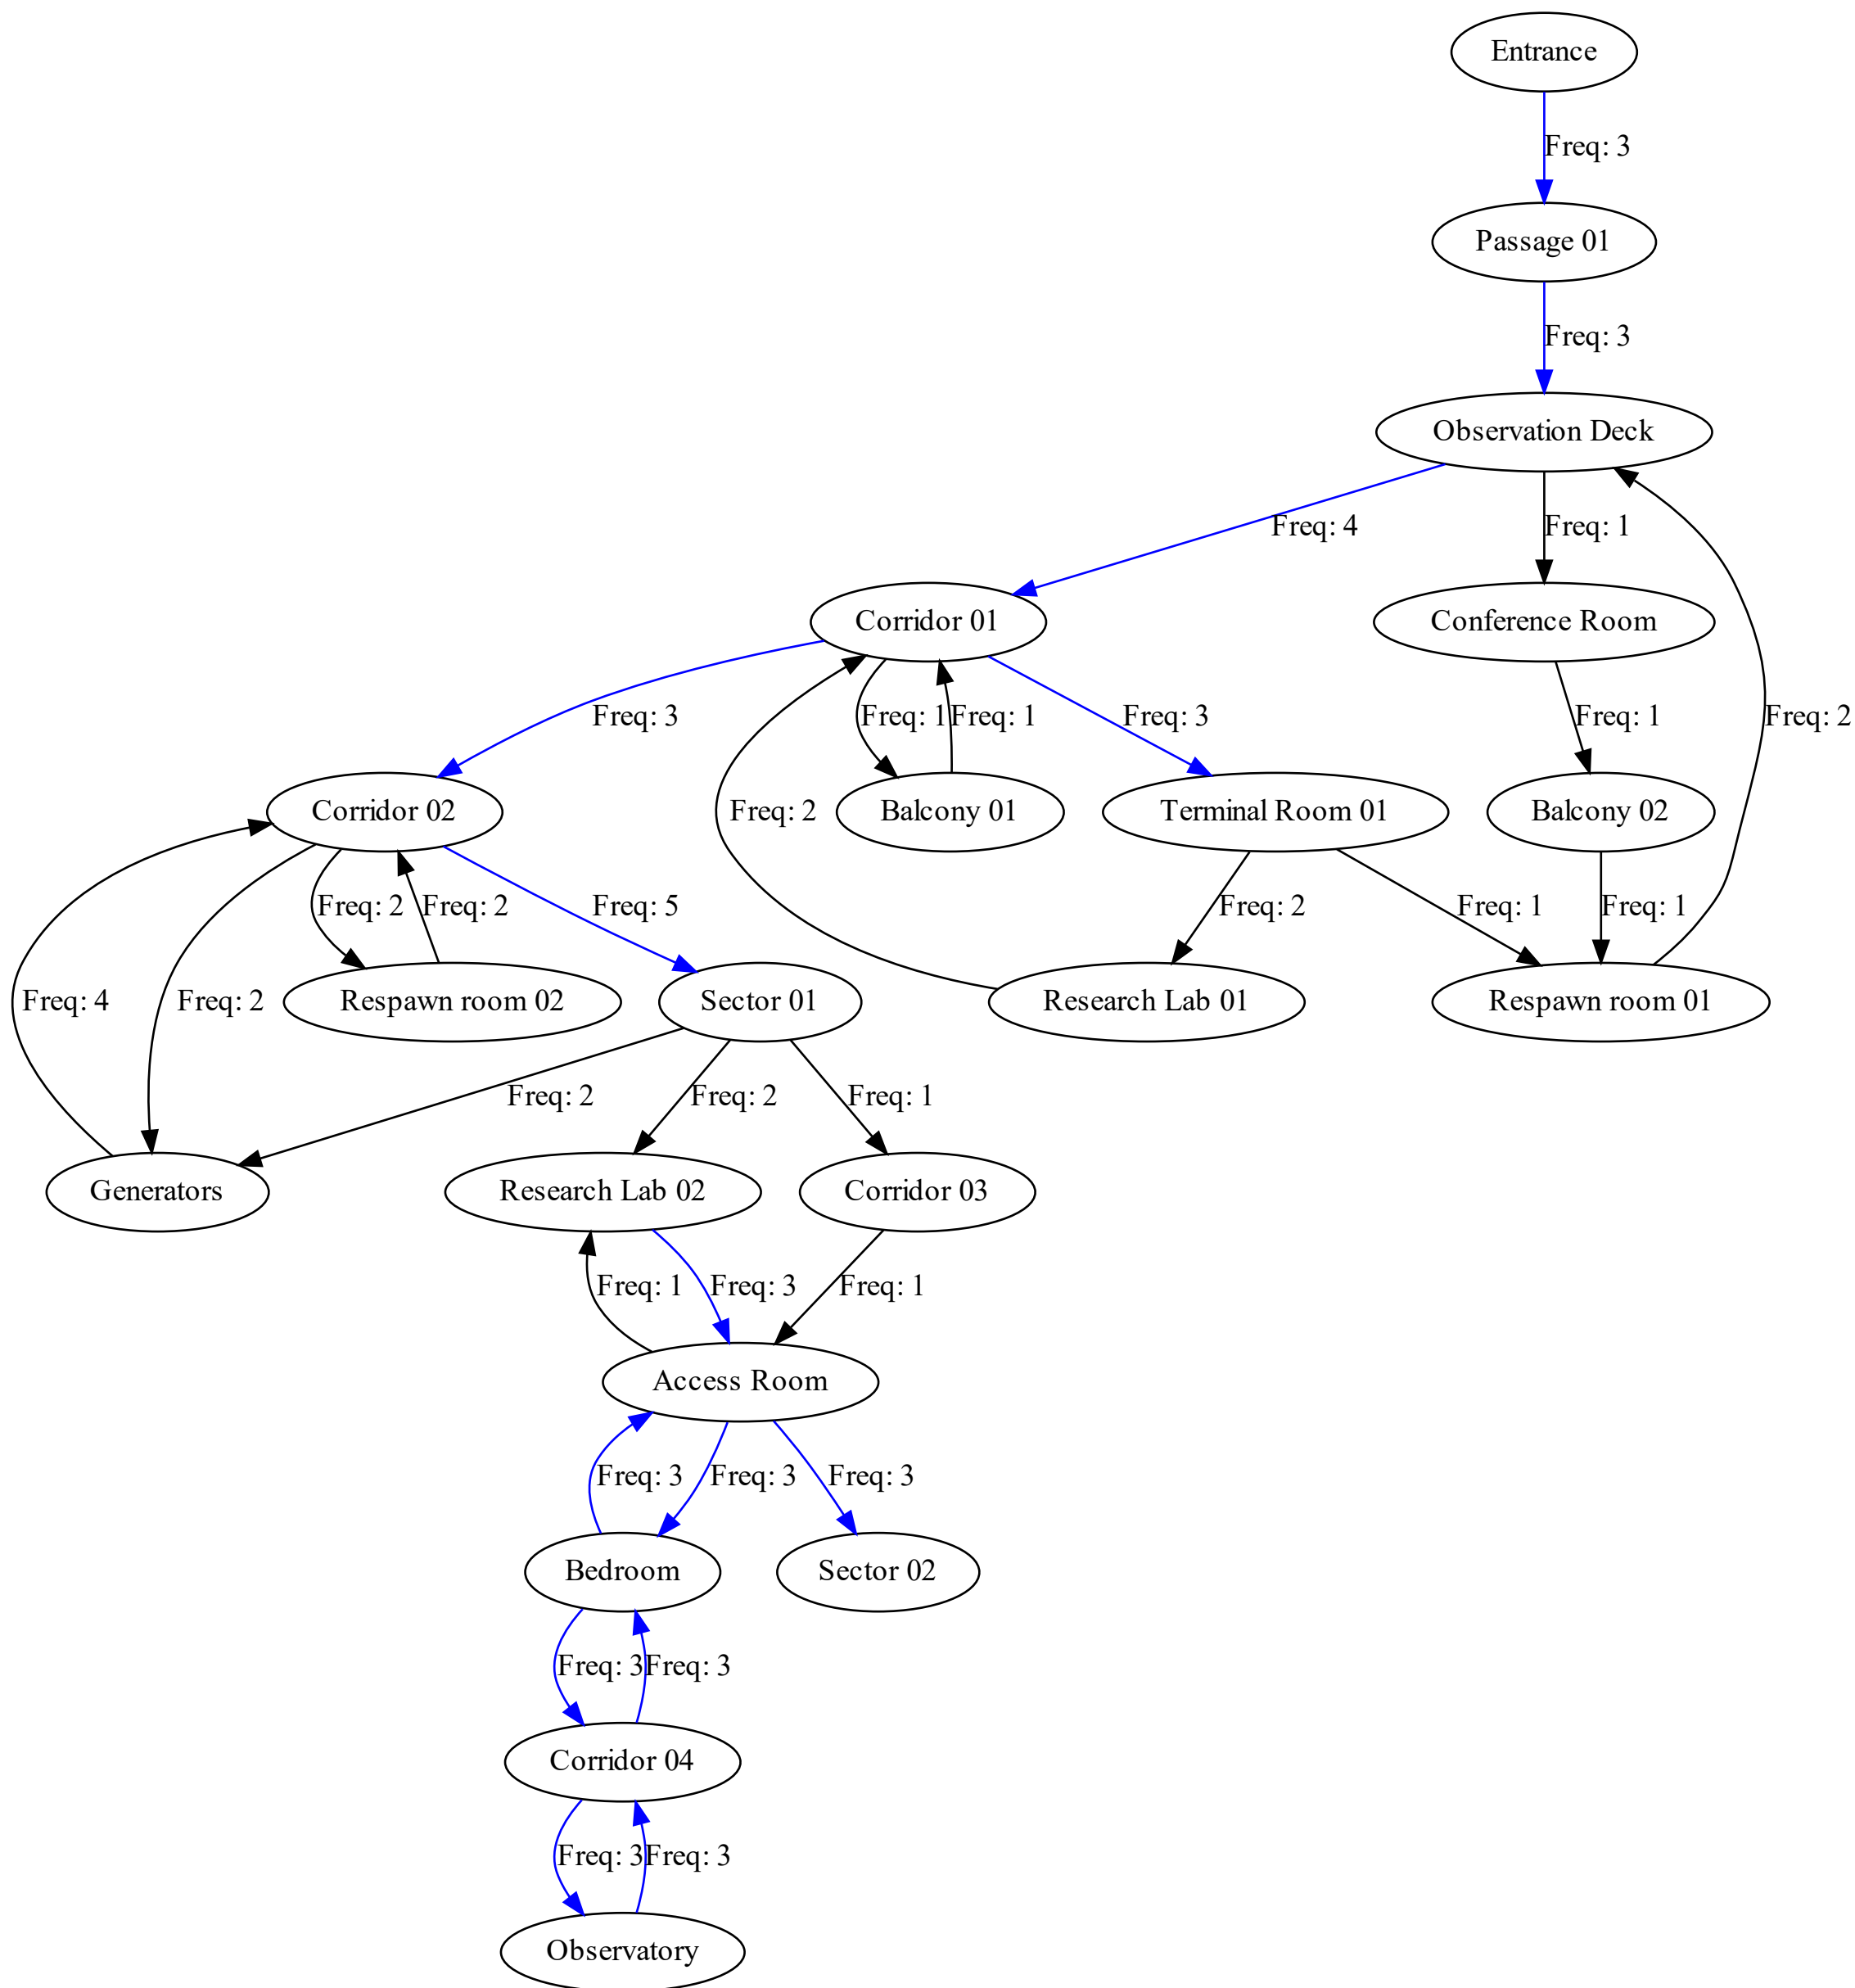 Entrance
Freq: 3
Passage 01
Freq: 3
Observation Deck
Freq: 4
Freq: 1
Corridor 01
Conference Room
Freq: 3
Freq: 1
Freq: 1
Freq: 3
Freq: 1
Freq: 2
Corridor 02
Freq: 2
Balcony 01
Terminal Room 01
Balcony 02
Freq: 2
Freq: 2
Freq: 5
Freq: 2
Freq: 1
Freq: 1
Freq: 4
Freq: 2
Respawn room 02
Sector 01
Research Lab 01
Respawn room 01
Freq: 2
Freq: 2
Freq: 1
Generators
Research Lab 02
Corridor 03
Freq: 1
Freq: 3
Freq: 1
Access Room
Freq: 3
Freq: 3
Freq: 3
Bedroom
Sector 02
Freq: 3
Freq: 3
Corridor 04
Freq: 3
Freq: 3
Observatory